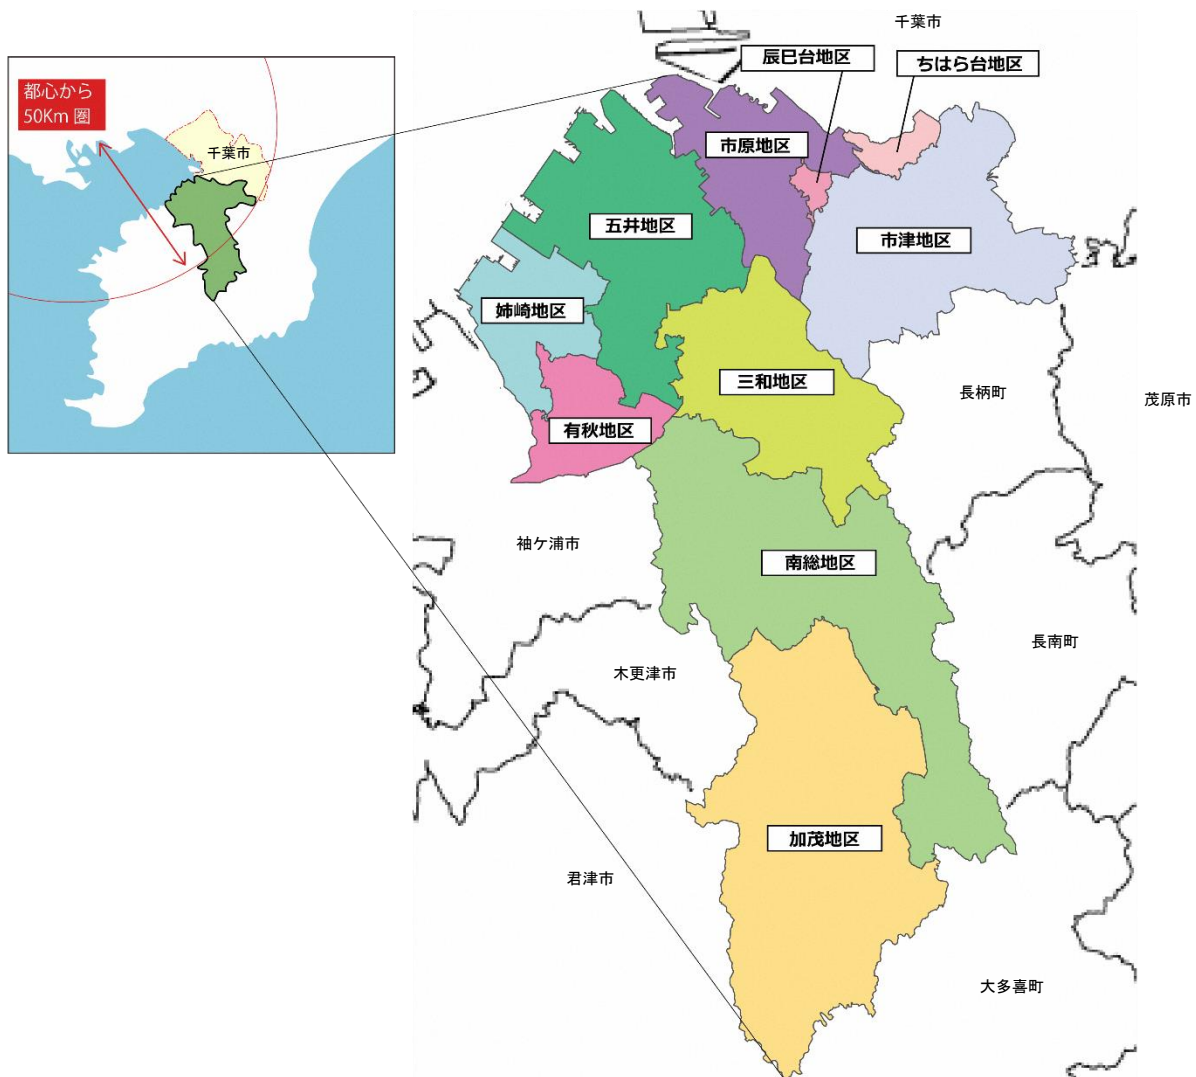 都心から
50Km 圏
千葉市
千葉市
辰巳台地区
ちはら台地区
市原地区
五井地区
市津地区
姉崎地区
三和地区
長柄町
茂原市
有秋地区
袖ケ浦市
南総地区
長南町
木更津市
加茂地区
君津市
大多喜町